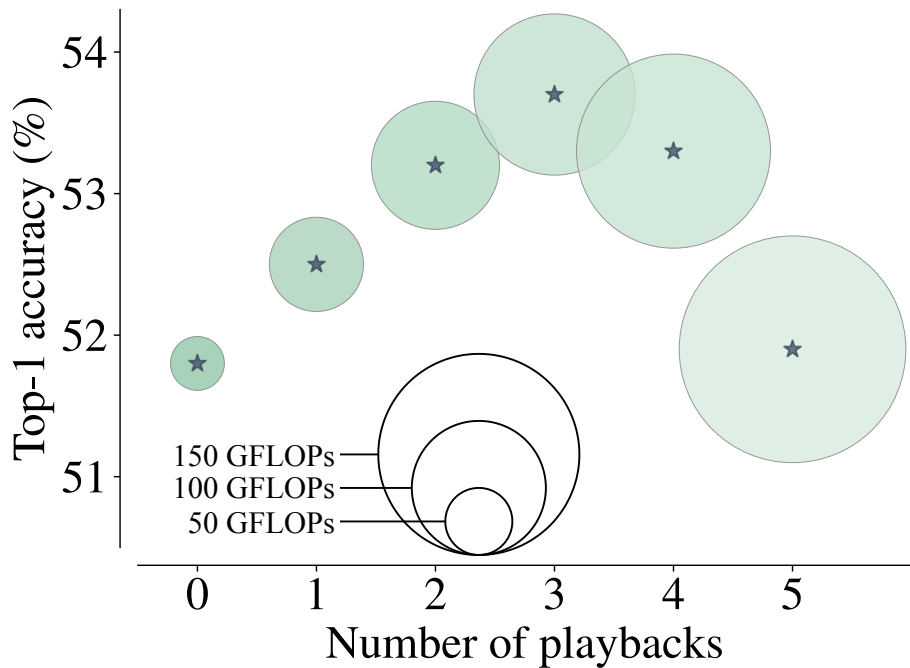 54
53
52
51
Top-1 accuracy (%)
150 GFLOPs
100 GFLOPs
50 GFLOPs
0 1 2 3 4 5
Number of playbacks